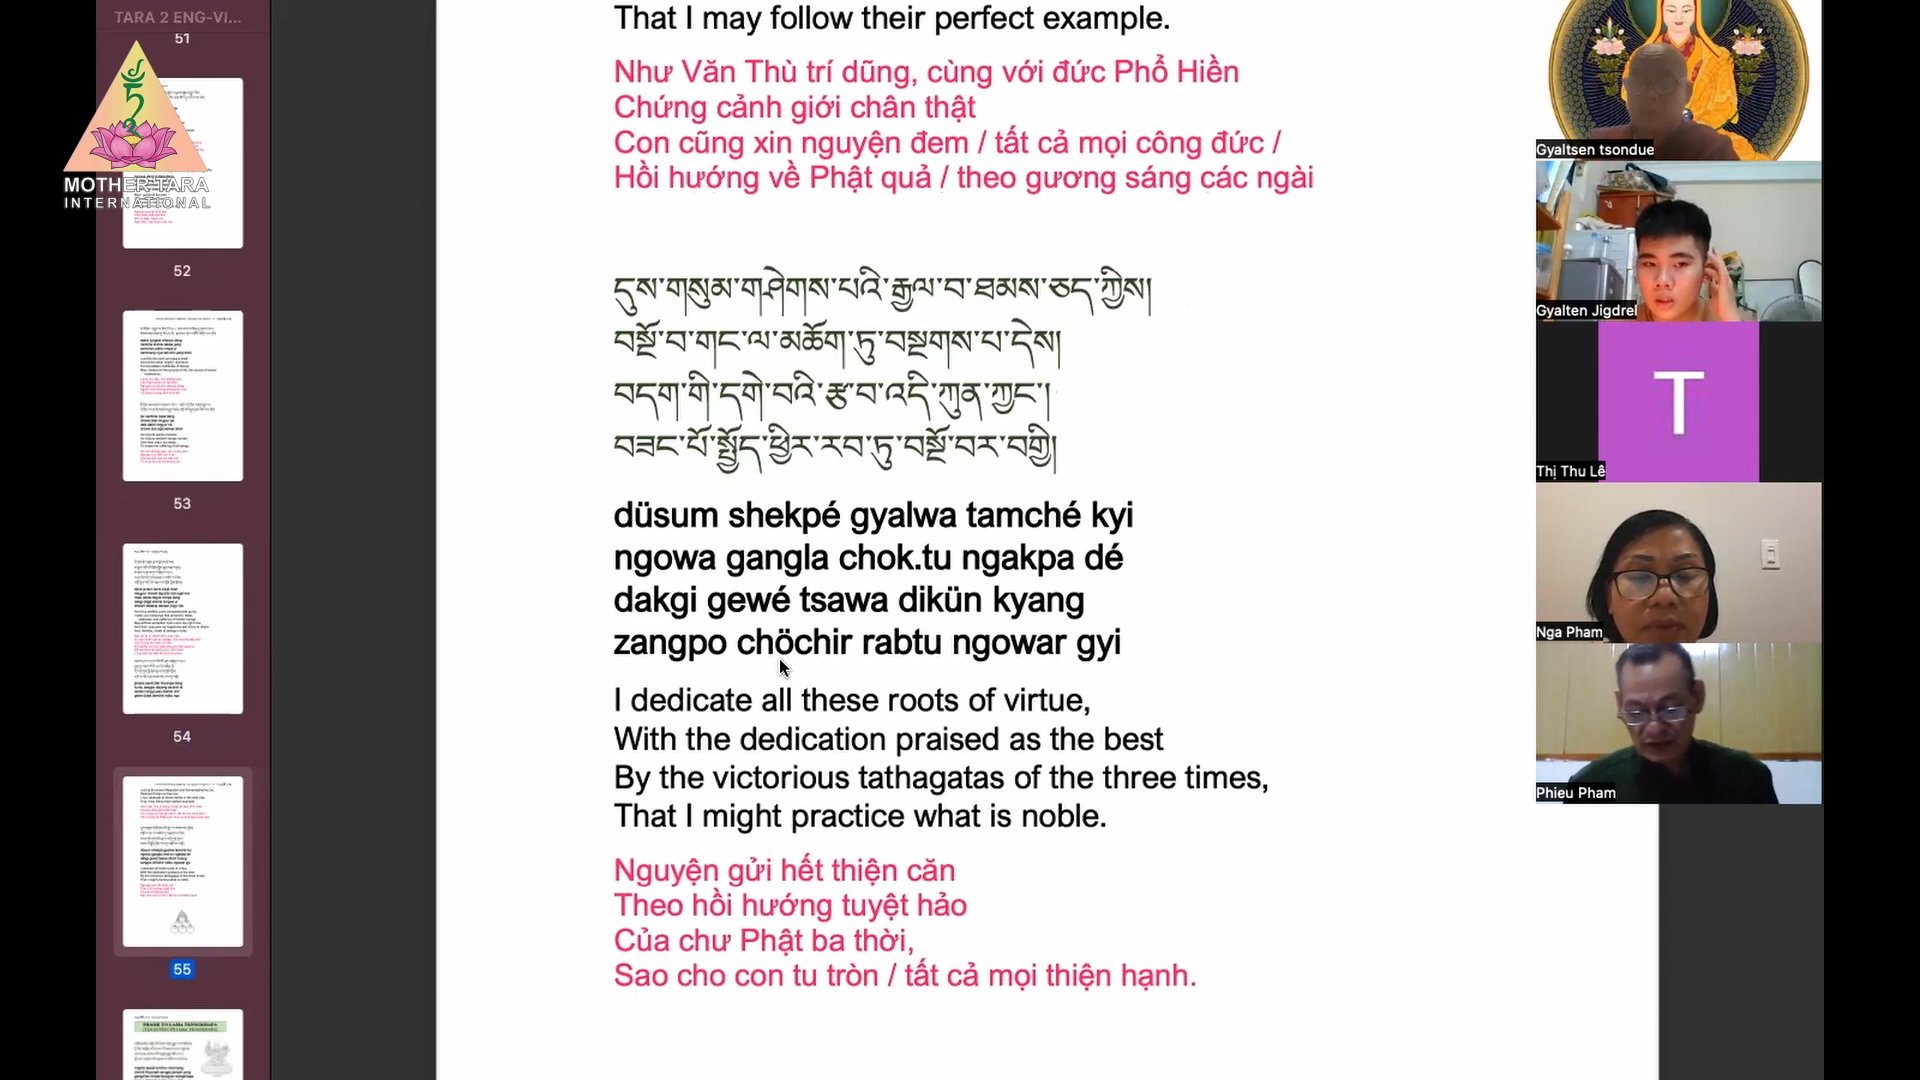 TARA 2 ENG-VI...
51
MOTHER TARA
INTERNATIONAL
52
53
54
55
That I may follow their perfect example.
Như Văn Thù trí dũng, cùng với đức Phổ Hiền
Chứng cảnh giới chân thật
Con cũng xin nguyện đem / tất cả mọi công đức /
Hồi hướng về Phật quả / theo gương sáng các ngài
དུས་གསུམ་གཤེགས་པའི་རྒྱལ་བ་ཐམས་ཅད་ཀྱིས།
བསྔོ་བ་གང་ལ་མཆོག་ཏུ་བསྔགས་པ་དེས།
བདག་གི་དགེ་བའི་རྩ་བ་འདི་ཀུན་ཀྱང་།
བཟང་པོ་སྤྱོད་ཕྱིར་རབ་ཏུ་བསྔོ་བར་བགྱི།
düsum shekpé gyalwa tamché kyi
ngowa gangla chok.tu ngakpa dé
dakgi gewé tsawa dikün kyang
zangpo chöchir rabtu ngowar gyi
I dedicate all these roots of virtue,
With the dedication praised as the best
By the victorious tathagatas of the three times,
That I might practice what is noble.
Nguyện gửi hết thiện căn
Theo hồi hướng tuyệt hảo
Của chư Phật ba thời,
Sao cho con tu tròn / tất cả mọi thiện hạnh.
Gyaltsen tsondue
Gyalten Jigdrel
T
Thị Thu Lê
Nga Pham
Phieu Pham